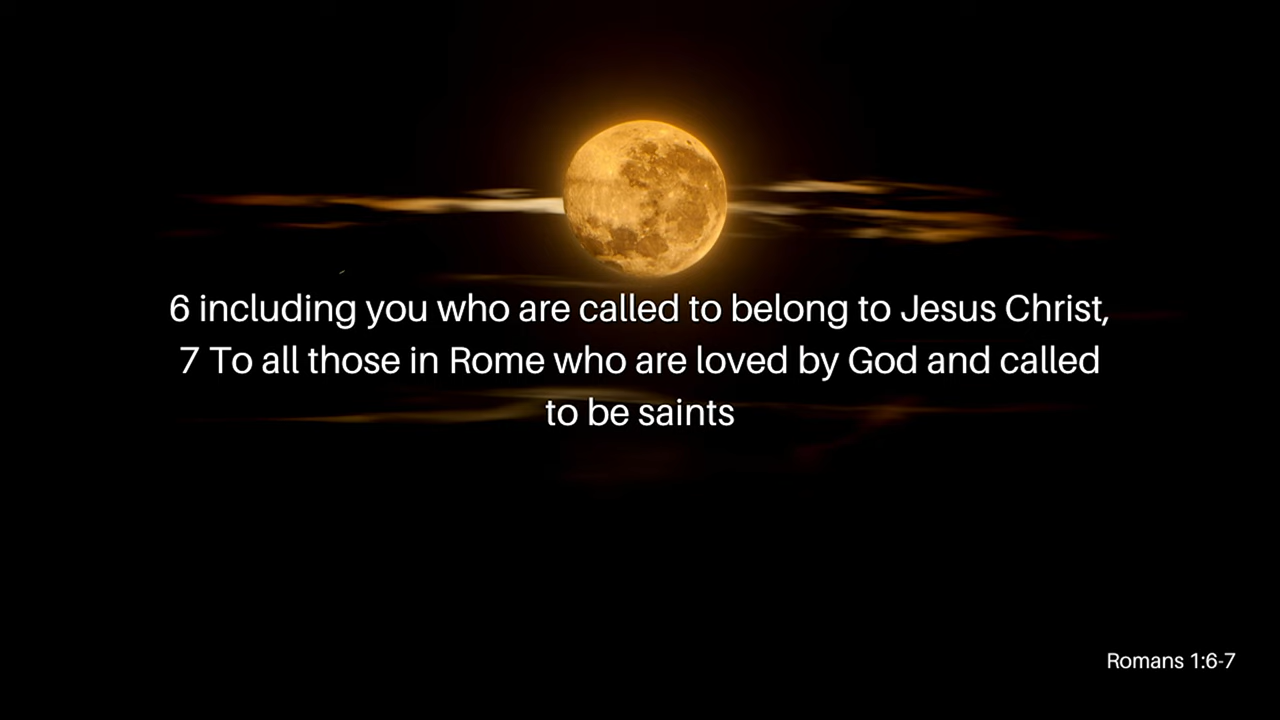 6 including you who are called to belong to Jesus Christ,
7 To all those in Rome who are loved by God and called
to be saints
Romans 1:6-7